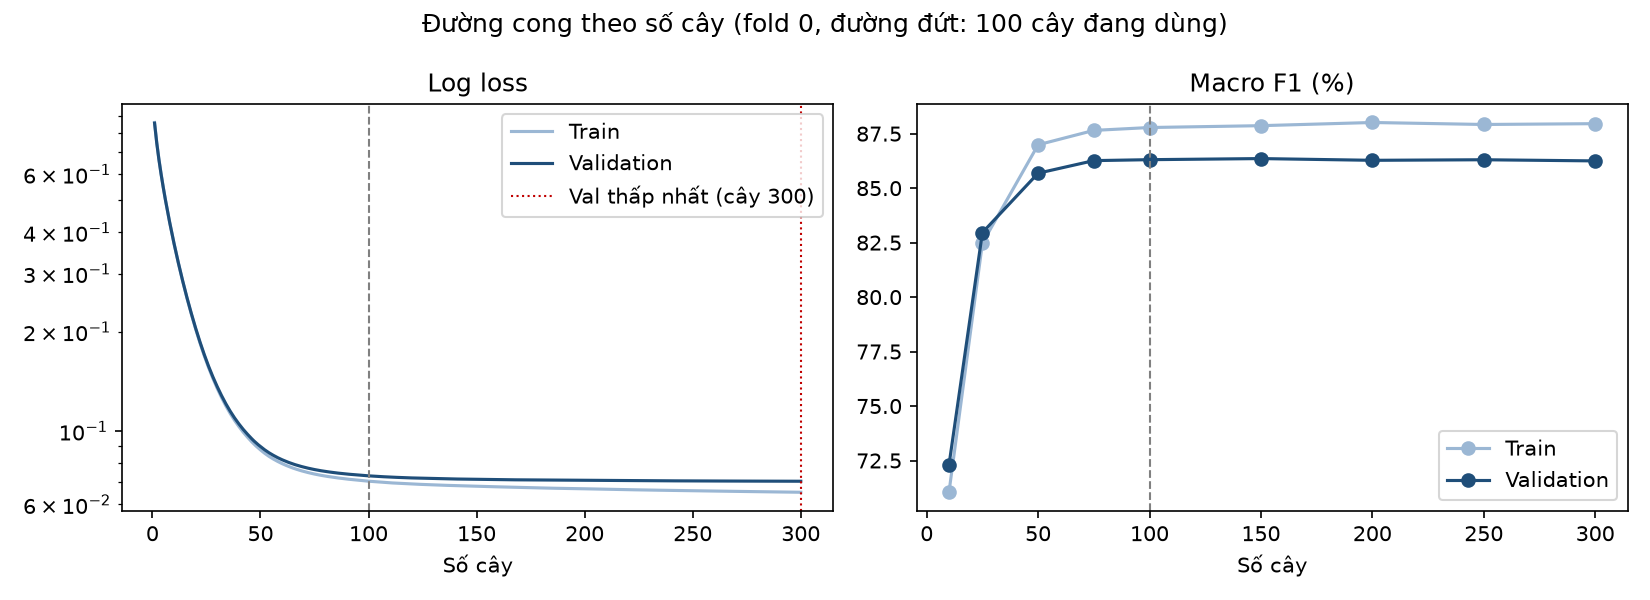 Đường cong theo số cây (fold 0, đường đứt: 100 cây đang dùng)
Log loss
Train
Validation
Val thấp nhất (cây 300)
6 × 10⁻¹
4 × 10⁻¹
3 × 10⁻¹
2 × 10⁻¹
10⁻¹
6 × 10⁻²
0 50 100 150 200 250 300
Số cây
Macro F1 (%)
87.5
85.0
82.5
80.0
77.5
75.0
72.5
Train
Validation
0 50 100 150 200 250 300
Số cây